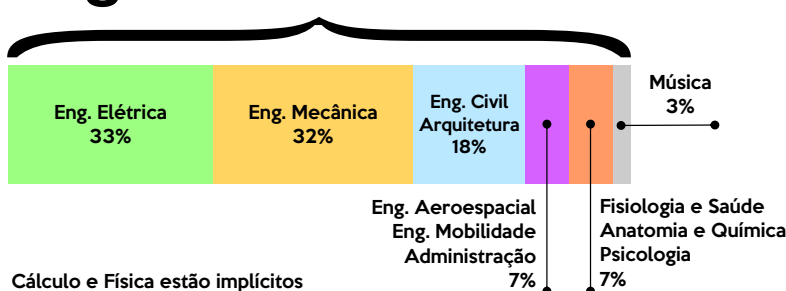 Eng. Elétrica
33%
Eng. Mecânica
32%
Eng. Civil
Arquitetura
18%
Música
3%
Eng. Aeroespacial
Eng. Mobilidade
Administração
7%
Fisiologia e Saúde
Anatomia e Química
Psicologia
7%
Cálculo e Física estão implícitos